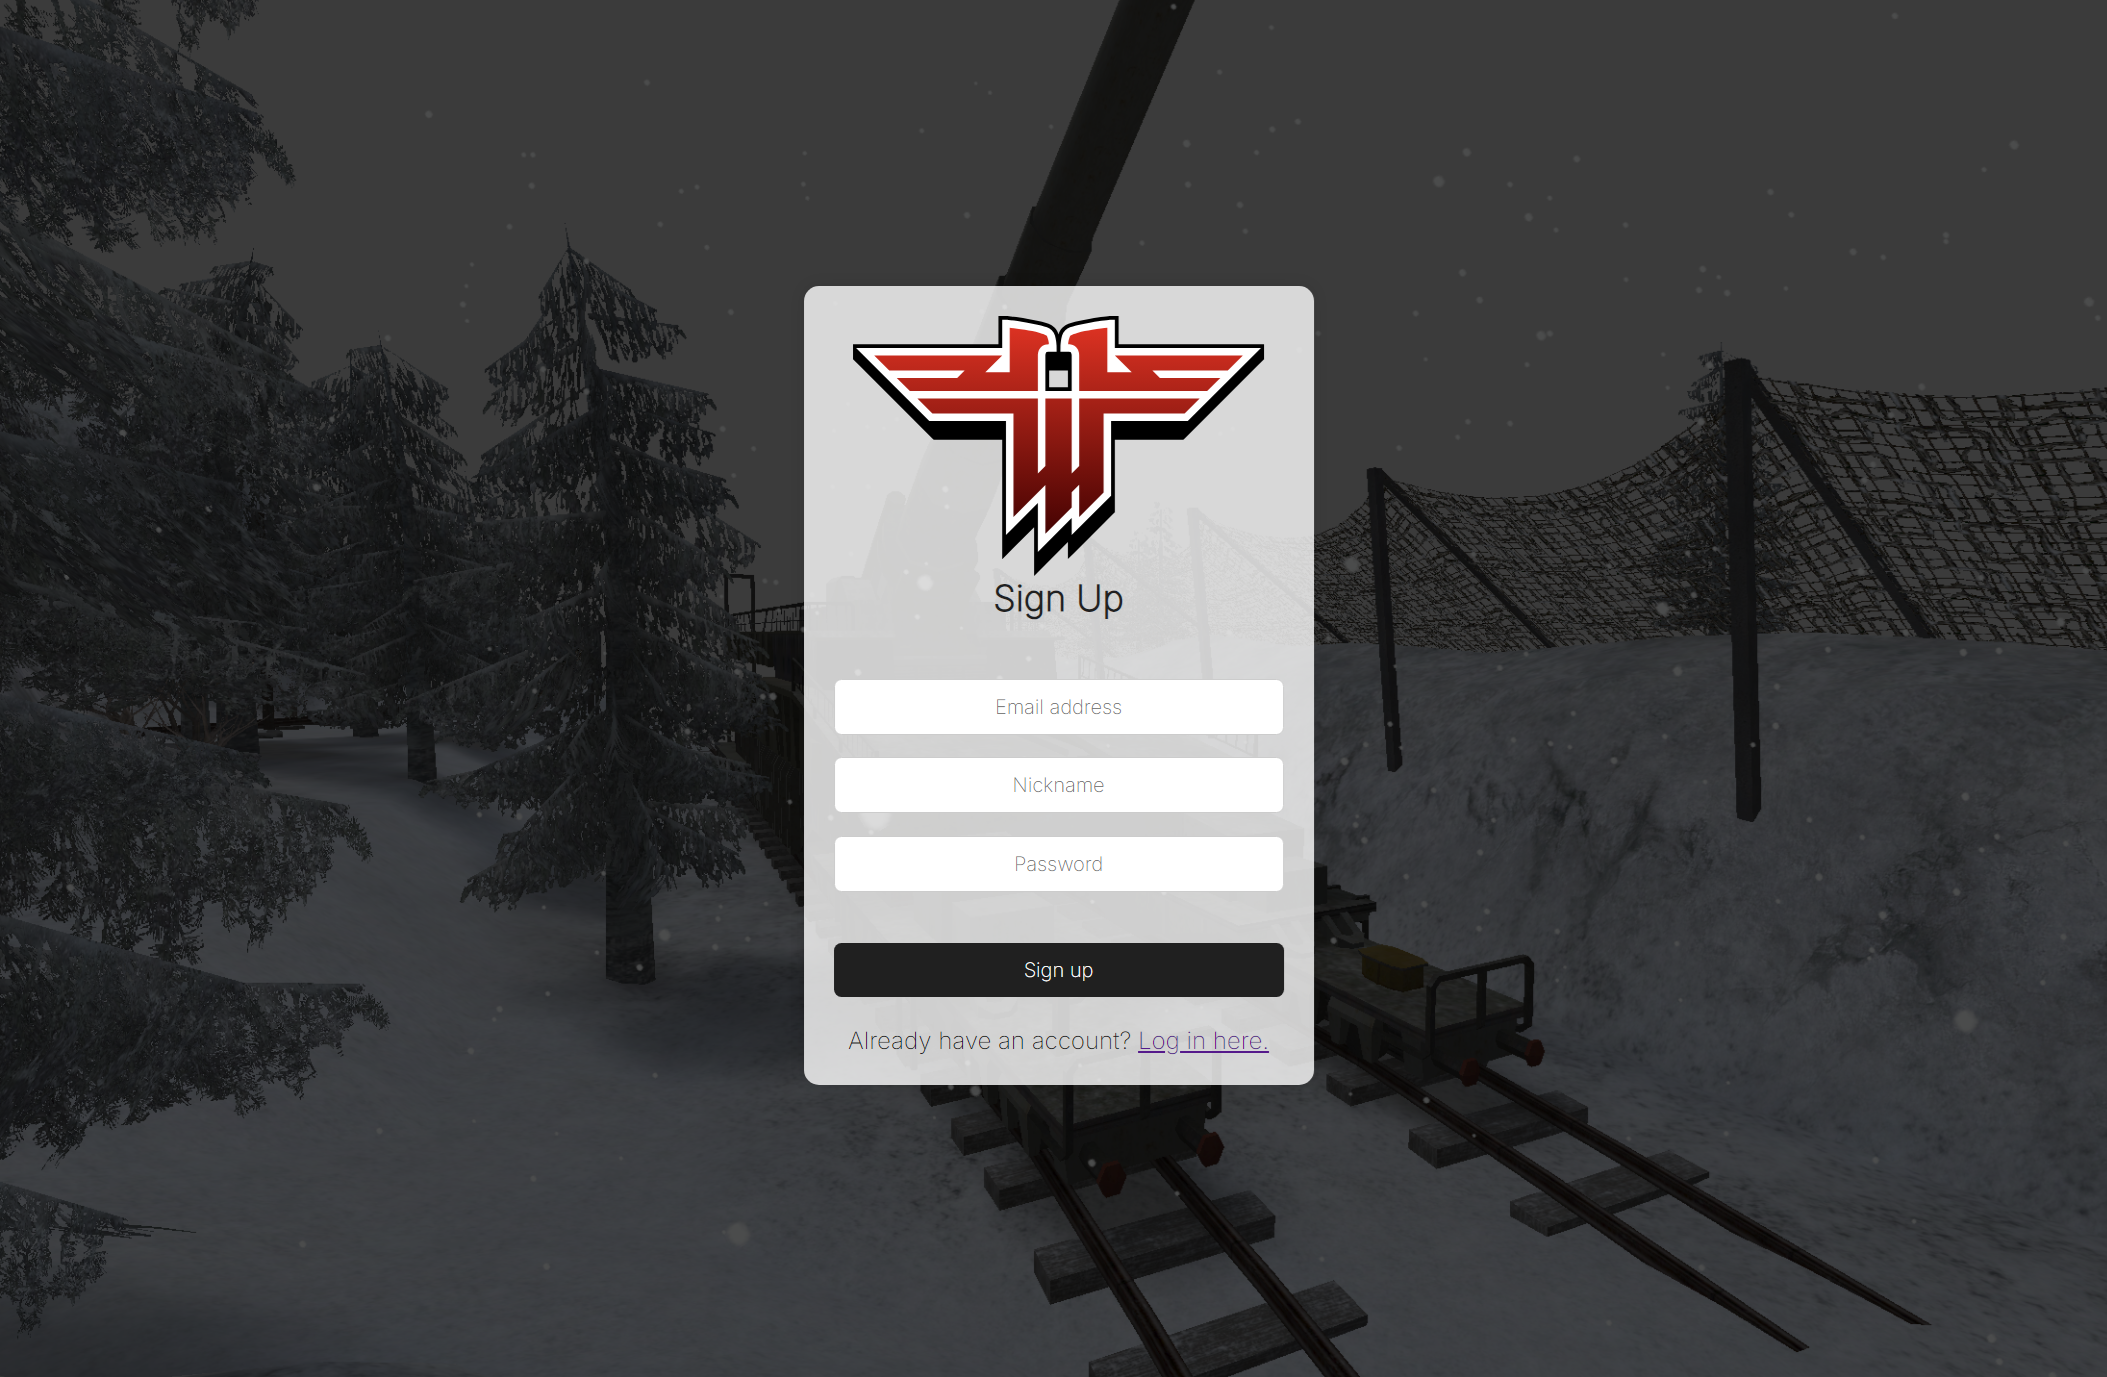 Sign Up
Email address
Nickname
Password
Sign up
Already have an account? Log in here.